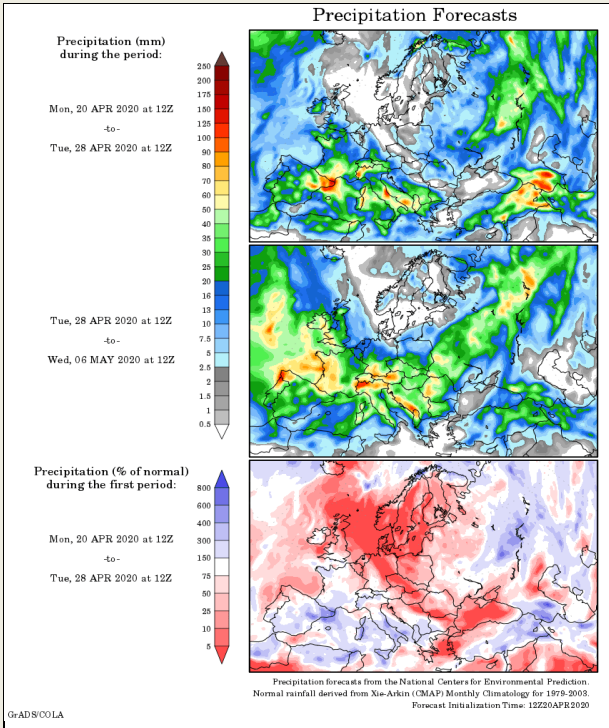 Precipitation Forecasts
Precipitation (mm)
during the period:
Mon, 20 APR 2020 at 12Z
-to-
Tue, 28 APR 2020 at 12Z
250
200
175
150
125
100
90
80
70
60
50
40
35
30
25
20
16
13
10
7.5
5
2.5
2
1.5
1
0.5
Tue, 28 APR 2020 at 12Z
-to-
Wed, 06 MAY 2020 at 12Z
Precipitation (% of normal)
during the first period:
Mon, 20 APR 2020 at 12Z
-to-
Tue, 28 APR 2020 at 12Z
800
600
400
300
150
75
50
25
10
5
Precipitation forecasts from the National Centers for Environmental Prediction.
Normal rainfall derived from Xie-Arkin (CMAP) Monthly Climatology for 1979-2003.
Forecast Initialization Time: 12Z20APR2020
GrADS/COLA